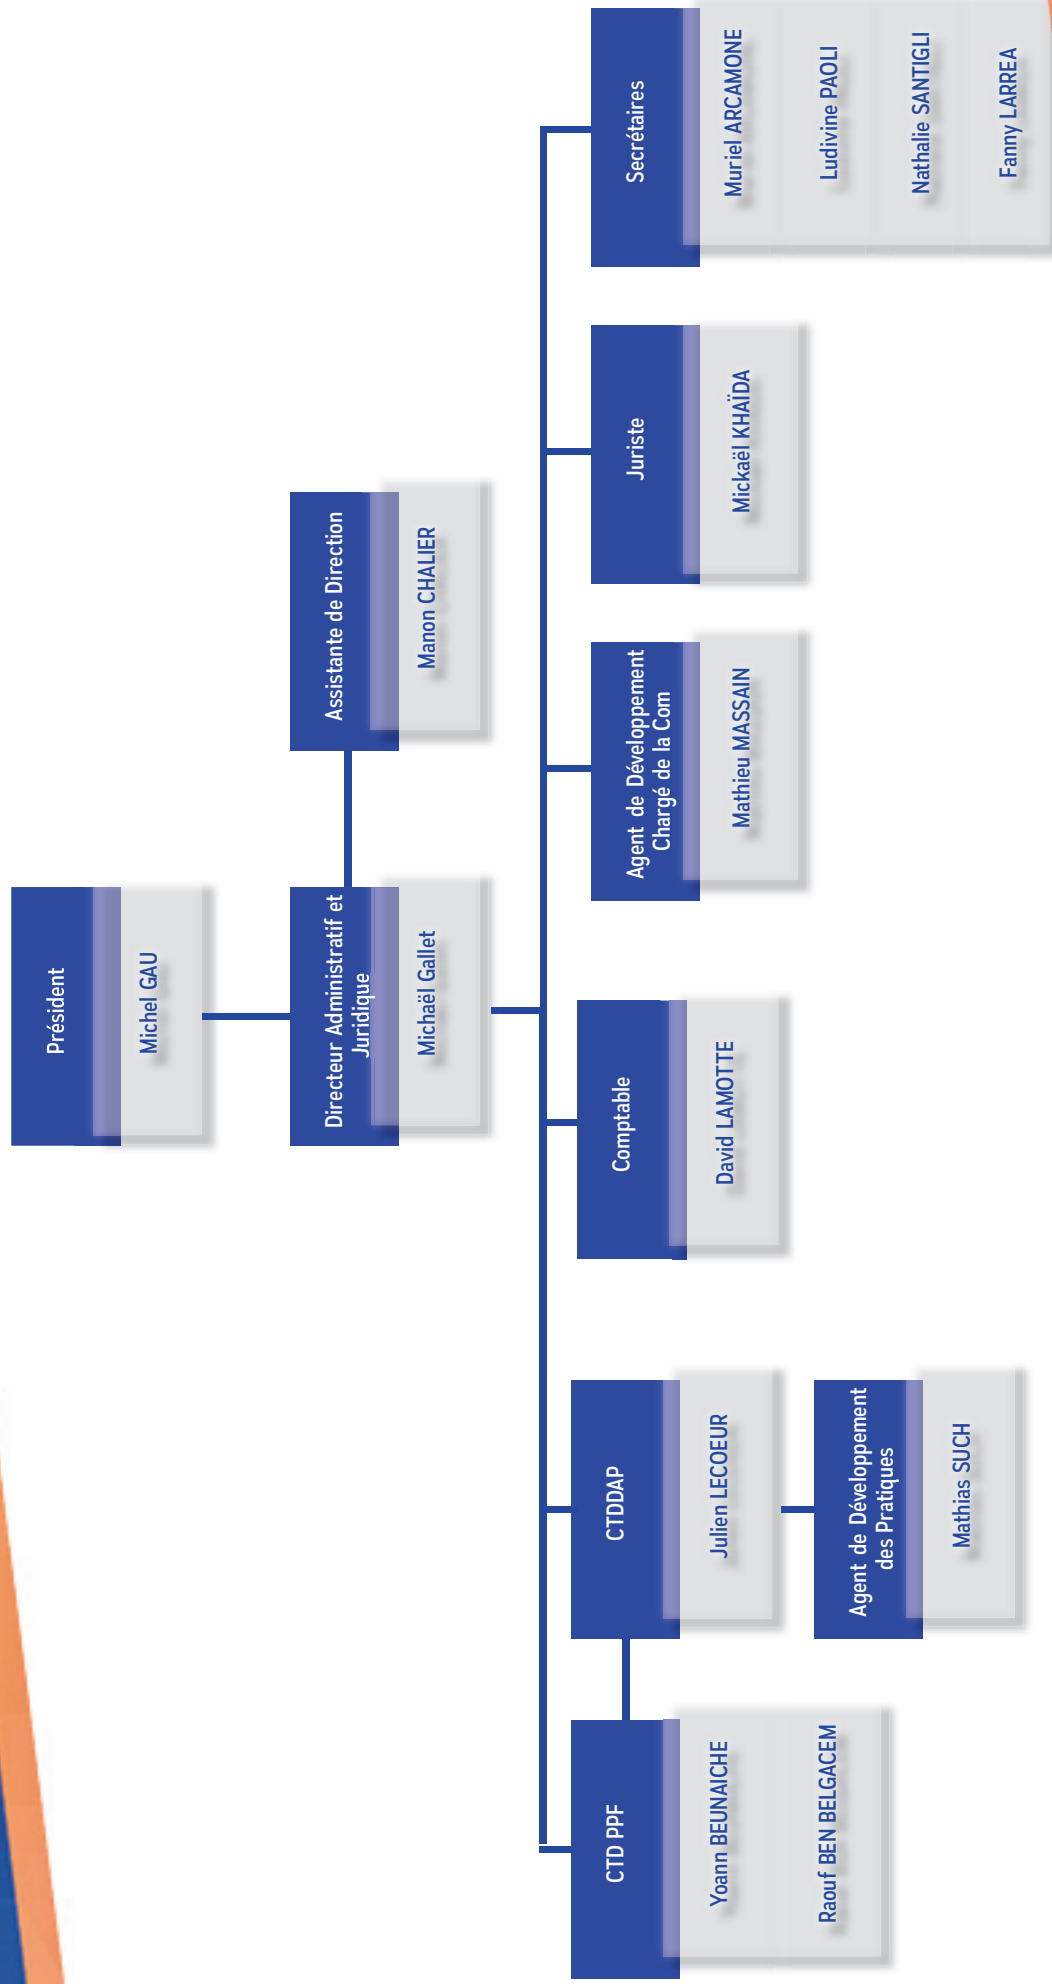 Président
Michel GAU
Directeur Administratif et
Juridique
Michaël Gallet
Assistante de Direction
Manon CHALIER
CTD PPF
Yoann BEUNAICHE
Raouf BEN BELGACEM
CTDDAP
Julien LECOEUR
Agent de Développement
des Pratiques
Mathias SUCH
Comptable
David LAMOTTE
Agent de Développement
Chargé de la Com
Mathieu MASSAIN
Juriste
Mickaël KHAÏDA
Secrétaires
Muriel ARCAMONE
Ludivine PAOLI
Nathalie SANTIGLI
Fanny LARREA